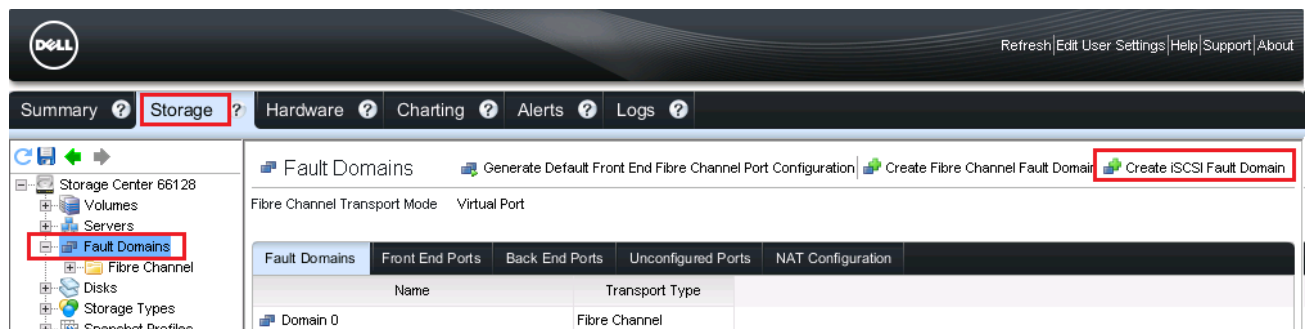 DELL
Refresh|Edit User Settings|Help|Support|About
Summary ? Storage ? Hardware ? Charting ? Alerts ? Logs ?
Storage Center 66128
Volumes
Servers
Fault Domains
Fibre Channel
Disks
Storage Types
Snapshot Profiles
Fault Domains Generate Default Front End Fibre Channel Port Configuration Create Fibre Channel Fault Domain Create iSCSI Fault Domain
Fibre Channel Transport Mode Virtual Port
Fault Domains Front End Ports Back End Ports Unconfigured Ports NAT Configuration
Name Transport Type
Domain 0 Fibre Channel